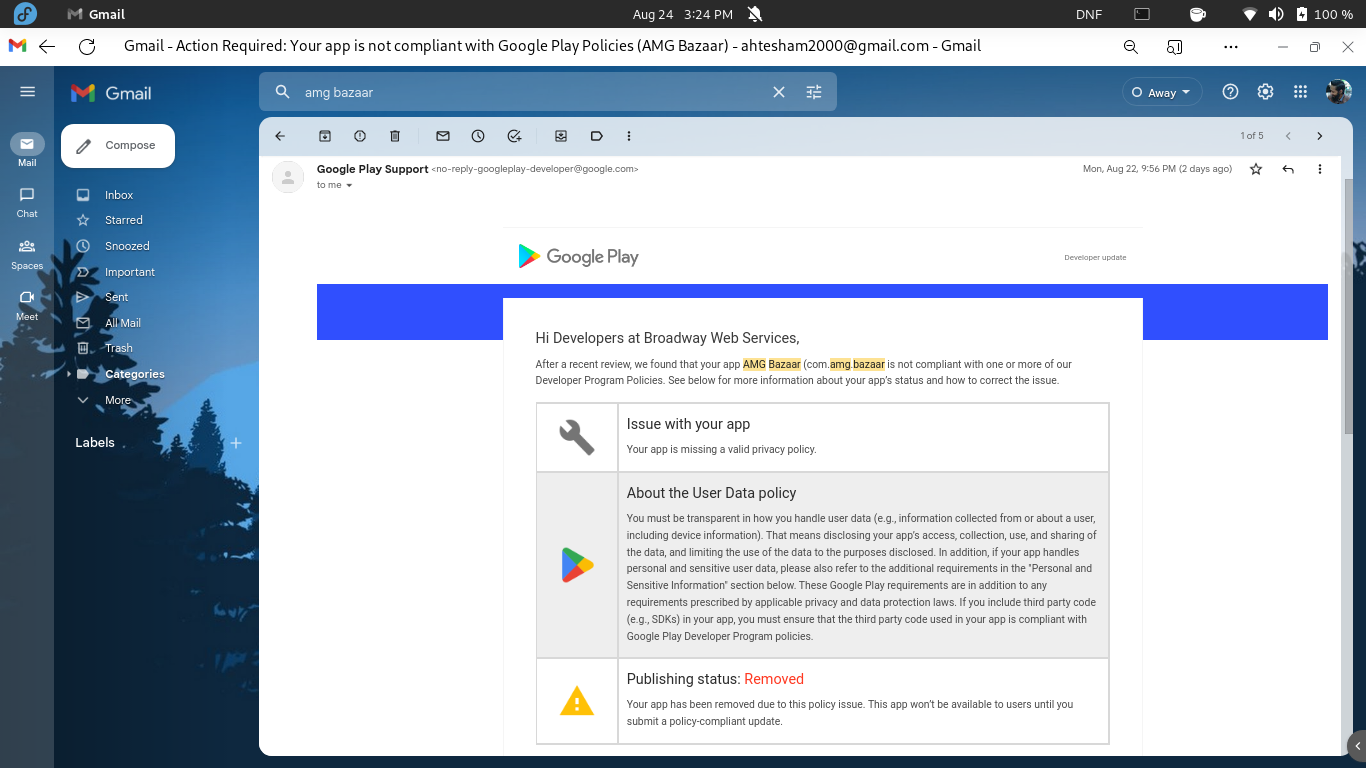 Gmail
Aug 24 3:24 PM
DNF
100 %
Gmail - Action Required: Your app is not compliant with Google Play Policies (AMG Bazaar) - ahtesham2000@gmail.com - Gmail
Gmail
amg bazaar
Away
Compose
1 of 5
Mail
Google Play Support <no-reply-googleplay-developer@google.com>
Mon, Aug 22, 9:56 PM (2 days ago)
to me
Inbox
Chat
Starred
Snoozed
Spaces
Important
Sent
Meet
All Mail
Trash
Categories
More
Labels
Google Play
Developer update
Hi Developers at Broadway Web Services,
After a recent review, we found that your app AMG Bazaar (com.amg.bazaar is not compliant with one or more of our
Developer Program Policies. See below for more information about your app's status and how to correct the issue.
Issue with your app
Your app is missing a valid privacy policy.
About the User Data policy
You must be transparent in how you handle user data (e.g., information collected from or about a user,
including device information). That means disclosing your app's access, collection, use, and sharing of
the data, and limiting the use of the data to the purposes disclosed. In addition, if your app handles
personal and sensitive user data, please also refer to the additional requirements in the "Personal and
Sensitive Information" section below. These Google Play requirements are in addition to any
requirements prescribed by applicable privacy and data protection laws. If you include third party code
(e.g., SDKs) in your app, you must ensure that the third party code used in your app is compliant with
Google Play Developer Program policies.
Publishing status: Removed
Your app has been removed due to this policy issue. This app won't be available to users until you
submit a policy-compliant update.